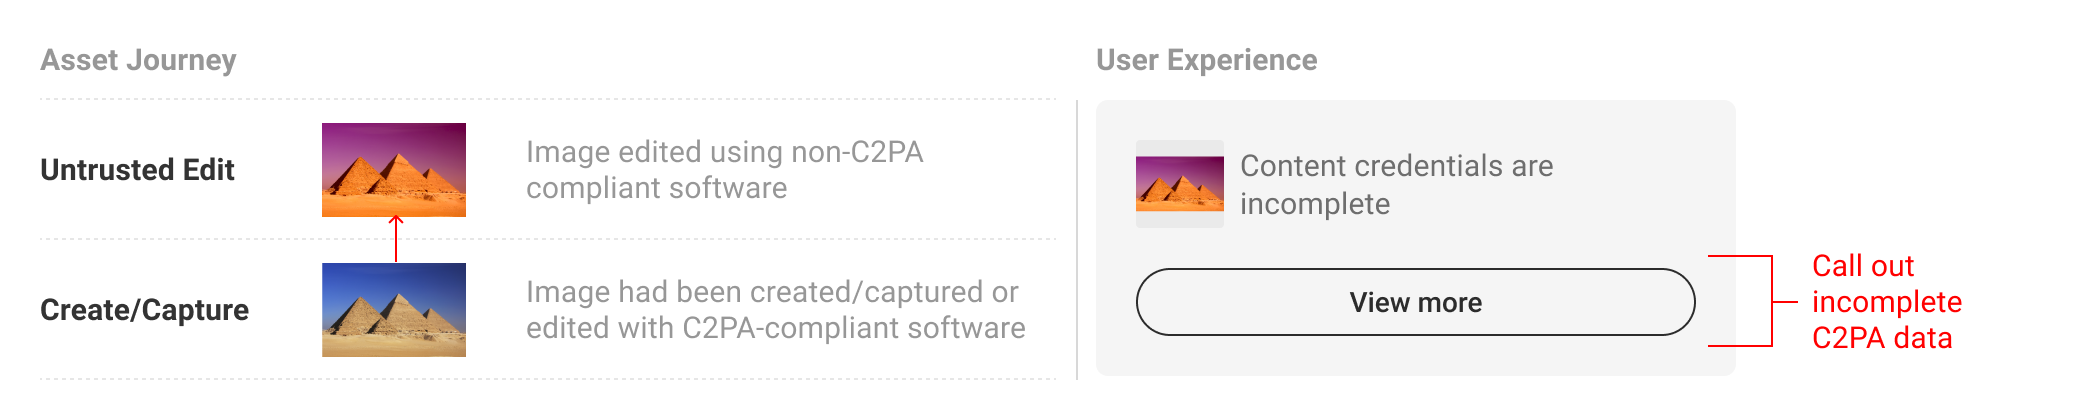 Asset Journey
Untrusted Edit
Image edited using non-C2PA
compliant software
Create/Capture
Image had been created/captured or
edited with C2PA-compliant software
User Experience
Content credentials are
incomplete
View more
Call out
incomplete
C2PA data